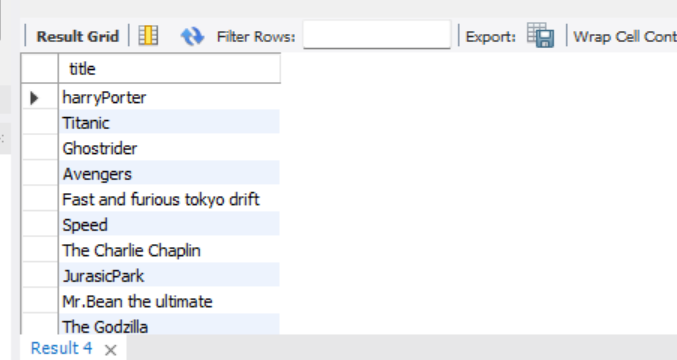 Result Grid Filter Rows: Export: Wrap Cell Cont
title
harryPorter
Titanic
Ghostrider
Avengers
Fast and furious tokyo drift
Speed
The Charlie Chaplin
JurasicPark
Mr.Bean the ultimate
The Godzilla
Result 4